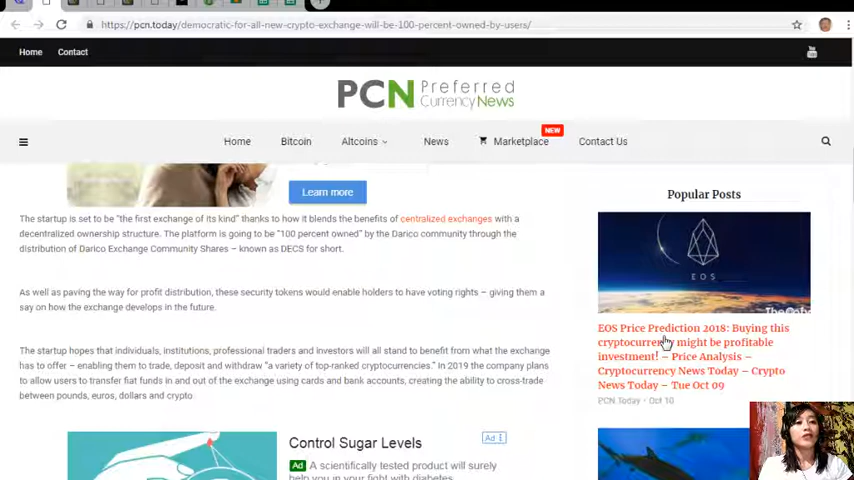 https://pcn.today/democratic-for-all-new-crypto-exchange-will-be-100-percent-owned-by-users/
Home Contact
PCN Preferred
Currency News
Home Bitcoin Altcoins News Marketplace NEW Contact Us
Learn more
The startup is set to be "the first exchange of its kind" thanks to how it blends the benefits of centralized exchanges with a
decentralized ownership structure. The platform is going to be "100 percent owned" by the Darico community through the
distribution of Darico Exchange Community Shares – known as DECS for short.
As well as paving the way for profit distribution, these security tokens would enable holders to have voting rights – giving them a
say on how the exchange develops in the future.
The startup hopes that individuals, institutions, professional traders and investors will all stand to benefit from what the exchange
has to offer – enabling them to trade, deposit and withdraw "a variety of top-ranked cryptocurrencies." In 2019 the company plans
to allow users to transfer fiat funds in and out of the exchange using cards and bank accounts, creating the ability to cross-trade
between pounds, euros, dollars and crypto
Control Sugar Levels
Ad
Ad A scientifically tested product will surely
help you in your fight with diabetes
Popular Posts
EOS
EOS Price Prediction 2018: Buying this
cryptocurrency might be profitable
investment! – Price Analysis –
Cryptocurrency News Today – Crypto
News Today – Tue Oct 09
PCN Today - Oct 10